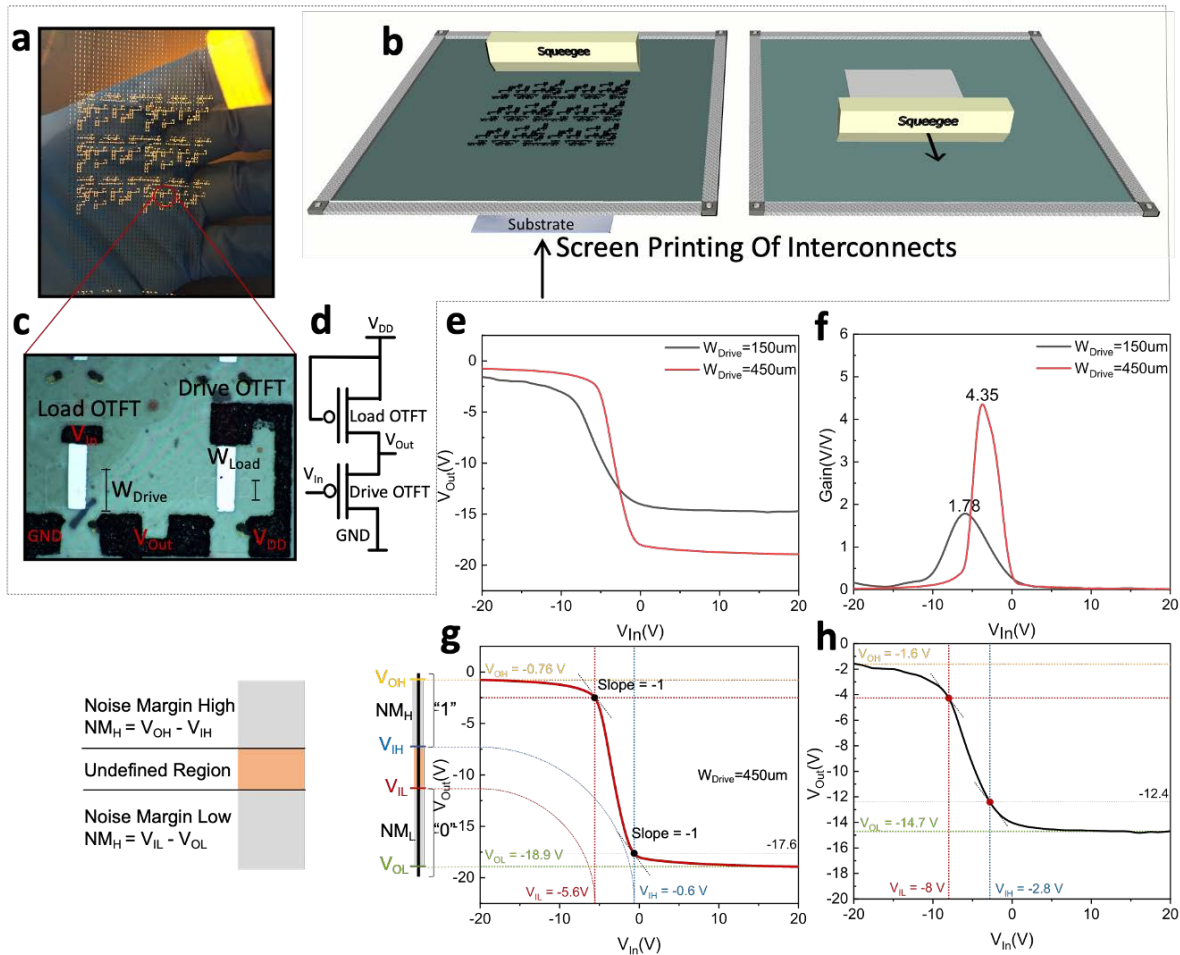 a
b
Squeegee
Squeegee
Substrate
Screen Printing Of Interconnects
c
Drive OTFT
Load OTFT
V_In
W_Load
W_Drive
GND
V_Out
V_DD
d
V_DD
Load OTFT
V_Out
V_In
Drive OTFT
GND
e
W_Drive=150um
W_Drive=450um
0
-5
-10
-15
-20
V_Out(V)
-20 -10 0 10 20
V_In(V)
f
W_Drive=150um
W_Drive=450um
4.35
1.78
6
5
4
3
2
1
0
Gain(V/V)
-20 -10 0 10 20
V_In(V)
Noise Margin High
NM_H = V_OH - V_IH
Undefined Region
Noise Margin Low
NM_H = V_IL - V_OL
V_OH
NM_H "1"
V_IH
V_IL
NM_L "0"
V_OL
g
V_OH = -0.76 V
Slope = -1
W_Drive=450um
Slope = -1
-17.6
V_OL = -18.9 V
V_IL = -5.6V
V_IH = -0.6 V
0
-5
-10
-15
-20
V_Out(V)
-20 -10 0 10 20
V_In(V)
h
V_OH = -1.6 V
-12.4
V_OL = -14.7 V
V_IL = -8 V
V_IH = -2.8 V
0
-2
-4
-6
-8
-10
-12
-14
-16
-18
-20
V_Out(V)
-20 -10 0 10 20
V_In(V)